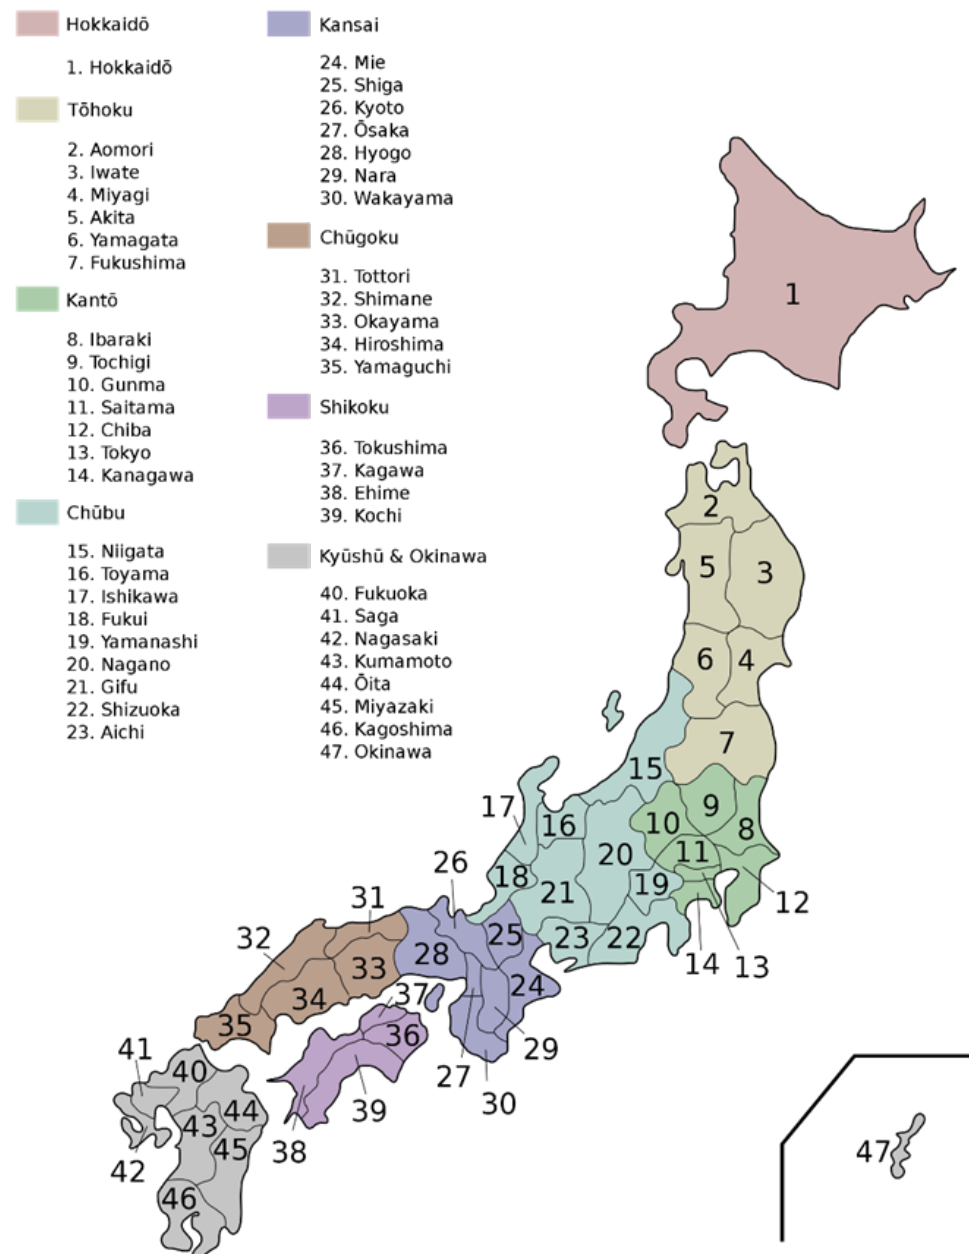 Hokkaidō
1. Hokkaidō
Tōhoku
2. Aomori
3. Iwate
4. Miyagi
5. Akita
6. Yamagata
7. Fukushima
Kantō
8. Ibaraki
9. Tochigi
10. Gunma
11. Saitama
12. Chiba
13. Tokyo
14. Kanagawa
Chūbu
15. Niigata
16. Toyama
17. Ishikawa
18. Fukui
19. Yamanashi
20. Nagano
21. Gifu
22. Shizuoka
23. Aichi
Kansai
24. Mie
25. Shiga
26. Kyoto
27. Ōsaka
28. Hyogo
29. Nara
30. Wakayama
Chūgoku
31. Tottori
32. Shimane
33. Okayama
34. Hiroshima
35. Yamaguchi
Shikoku
36. Tokushima
37. Kagawa
38. Ehime
39. Kochi
Kyūshū & Okinawa
40. Fukuoka
41. Saga
42. Nagasaki
43. Kumamoto
44. Ōita
45. Miyazaki
46. Kagoshima
47. Okinawa
1
2
5
3
6
4
7
15
9
17
16
10
8
11
20
26
18
19
21
31
12
25
23
22
32
28
14
13
33
24
37
34
35
36
29
41
40
27
30
44
39
43
45
38
47
42
46